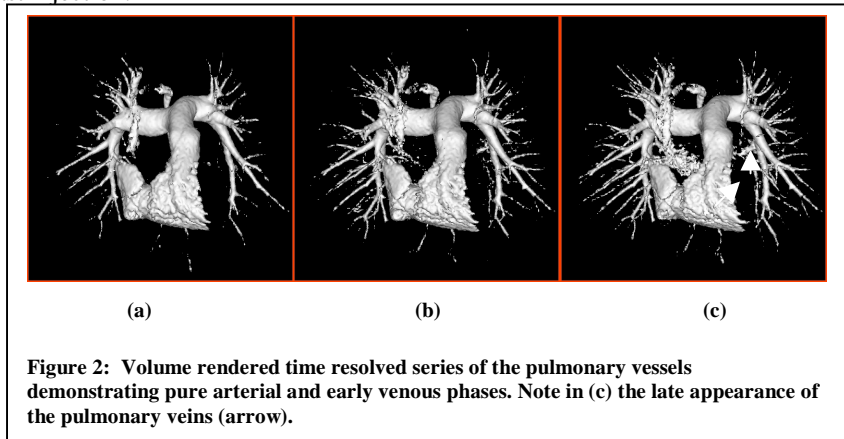 (a) (b) (c)
Figure 2: Volume rendered time resolved series of the pulmonary vessels
demonstrating pure arterial and early venous phases. Note in (c) the late appearance of
the pulmonary veins (arrow).